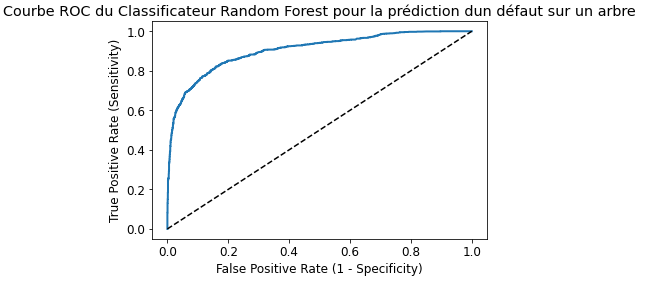 Courbe ROC du Classificateur Random Forest pour la prédiction dun défaut sur un arbre
True Positive Rate (Sensitivity)
1.0
0.8
0.6
0.4
0.2
0.0
0.0 0.2 0.4 0.6 0.8 1.0
False Positive Rate (1 - Specificity)